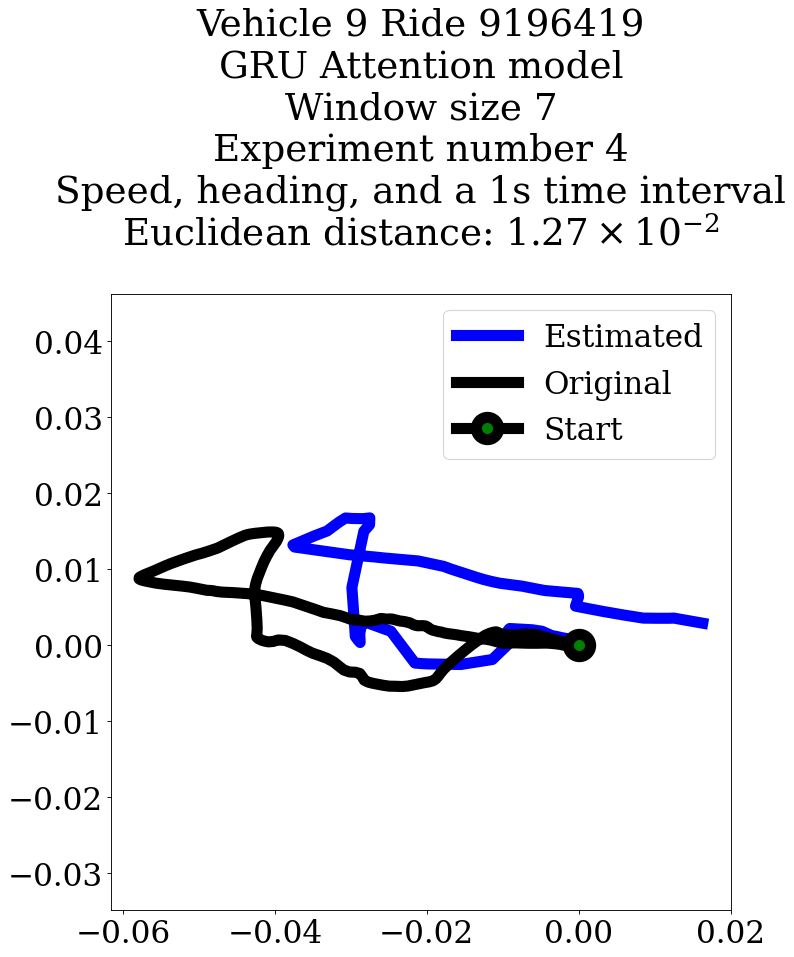 Vehicle 9 Ride 9196419
GRU Attention model
Window size 7
Experiment number 4
Speed, heading, and a 1s time interval
Euclidean distance: 1.27 × 10⁻²
Estimated
Original
Start
0.04
0.03
0.02
0.01
0.00
−0.01
−0.02
−0.03
−0.06 −0.04 −0.02 0.00 0.02